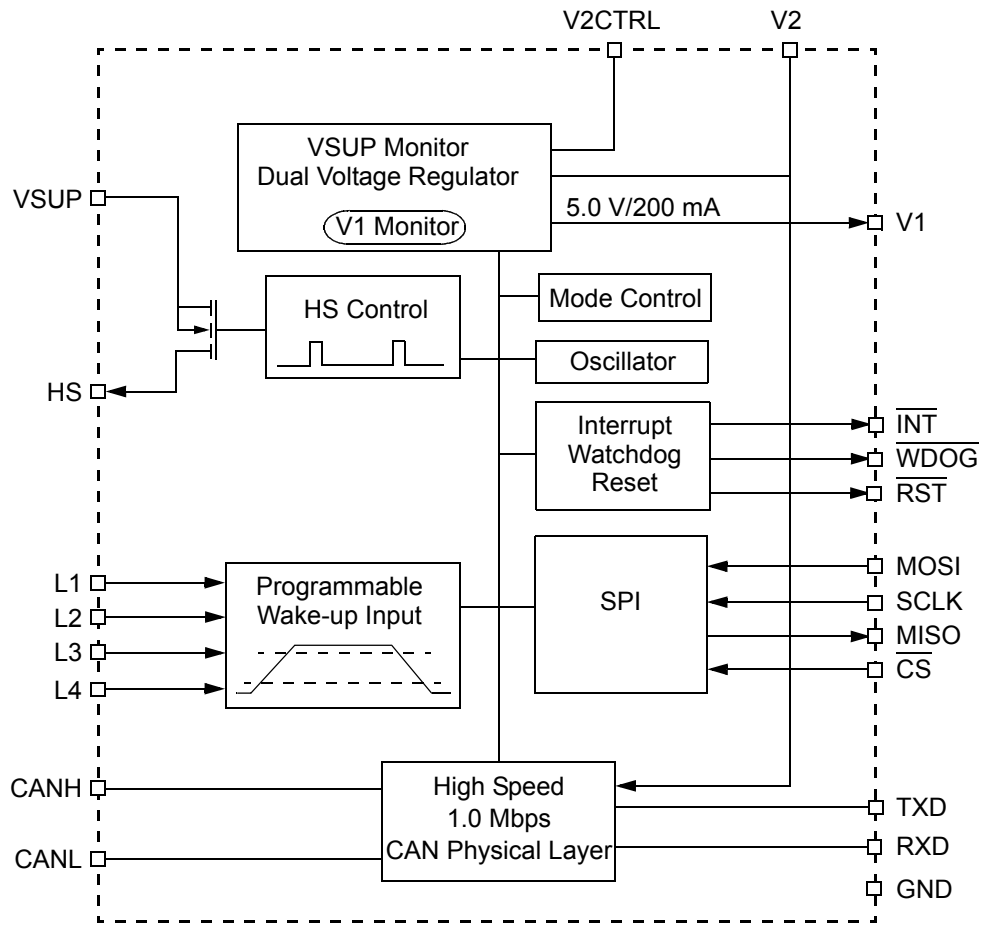 V2CTRL
V2
VSUP Monitor
Dual Voltage Regulator
V1 Monitor
VSUP
5.0 V/200 mA
V1
HS Control
Mode Control
Oscillator
HS
Interrupt
Watchdog
Reset
INT
WDOG
RST
L1
L2
L3
L4
Programmable
Wake-up Input
SPI
MOSI
SCLK
MISO
CS
CANH
CANL
High Speed
1.0 Mbps
CAN Physical Layer
TXD
RXD
GND